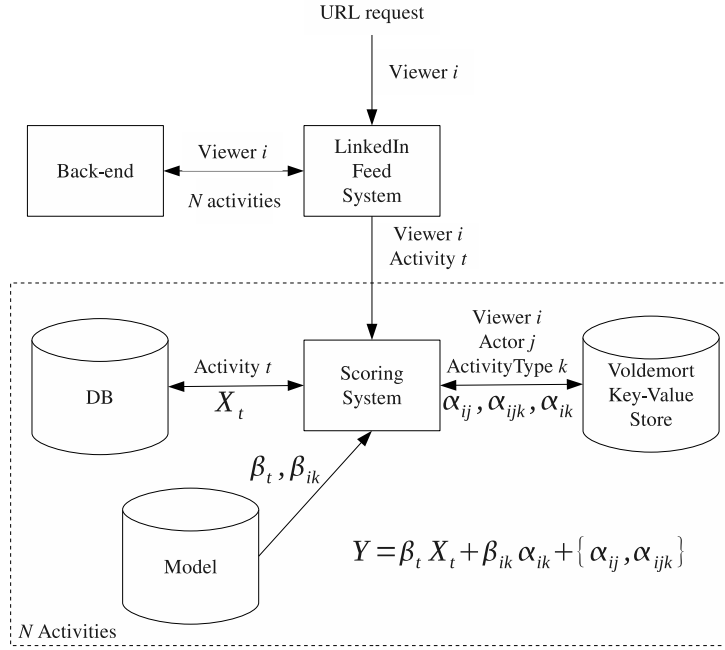 URL request
Viewer i
Back-end
Viewer i
N activities
LinkedIn
Feed
System
Viewer i
Activity t
DB
Activity t
X_t
Scoring
System
Viewer i
Actor j
ActivityType k
α_ij, α_ijk, α_ik
Voldemort
Key-Value
Store
β_t, β_ik
Model
Y = β_t X_t + β_ik α_ik + {α_ij, α_ijk}
N Activities